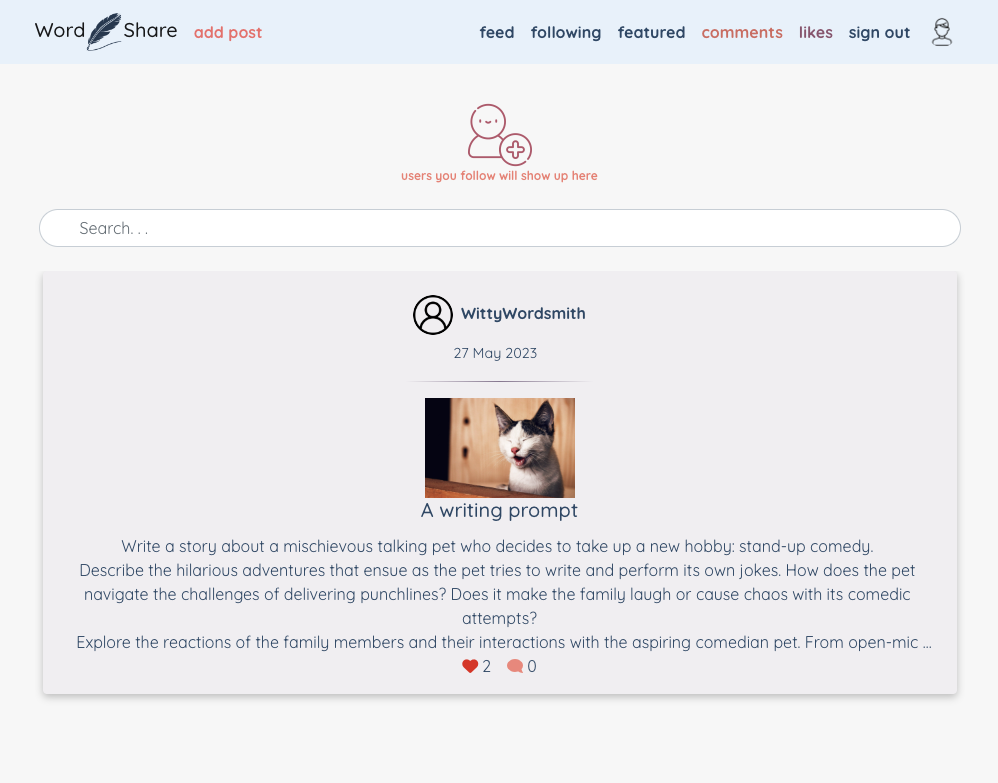 Word Share add post feed following featured comments likes sign out
users you follow will show up here
Search. . .
WittyWordsmith
27 May 2023
A writing prompt
Write a story about a mischievous talking pet who decides to take up a new hobby: stand-up comedy.
Describe the hilarious adventures that ensue as the pet tries to write and perform its own jokes. How does the pet
navigate the challenges of delivering punchlines? Does it make the family laugh or cause chaos with its comedic
attempts?
Explore the reactions of the family members and their interactions with the aspiring comedian pet. From open-mic ...
2 0